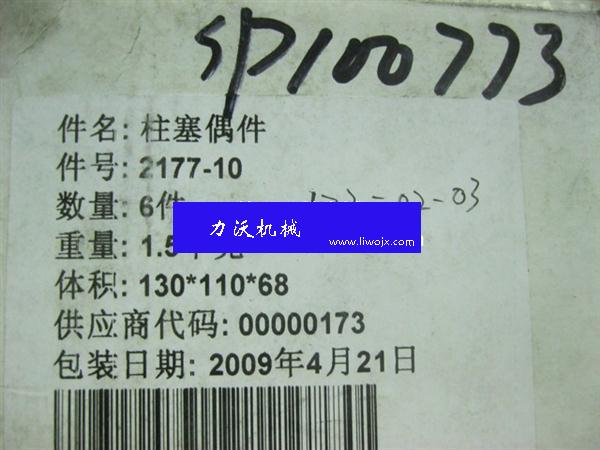 SP100773
件名: 柱塞偶件
件号: 2177-10
数量: 6件
-02-03
力沃机械
www.liwojx.com
重量: 1.5
体积: 130*110*68
供应商代码: 00000173
包装日期: 2009年4月21日